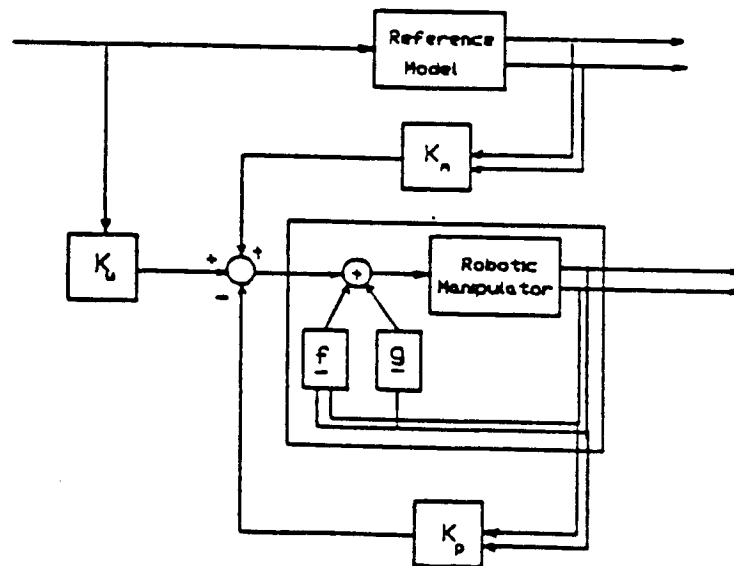 Reference
Model
K_m
K_u
+
+
-
+
Robotic
Manipulator
f
g
K_p